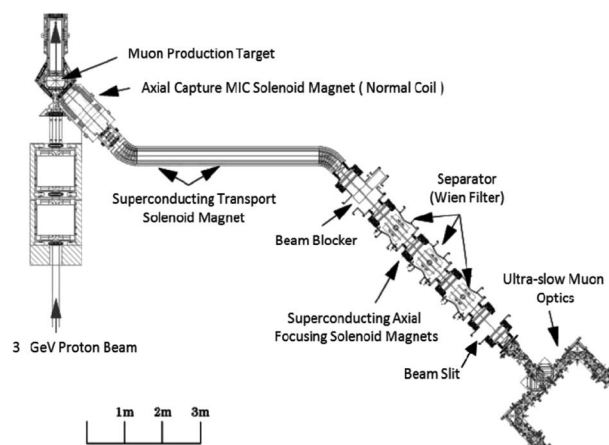 Muon Production Target
Axial Capture MIC Solenoid Magnet ( Normal Coil )
Superconducting Transport
Solenoid Magnet
Separator
(Wien Filter)
Beam Blocker
Ultra-slow Muon
Optics
Superconducting Axial
Focusing Solenoid Magnets
3 GeV Proton Beam
Beam Slit
1m 2m 3m